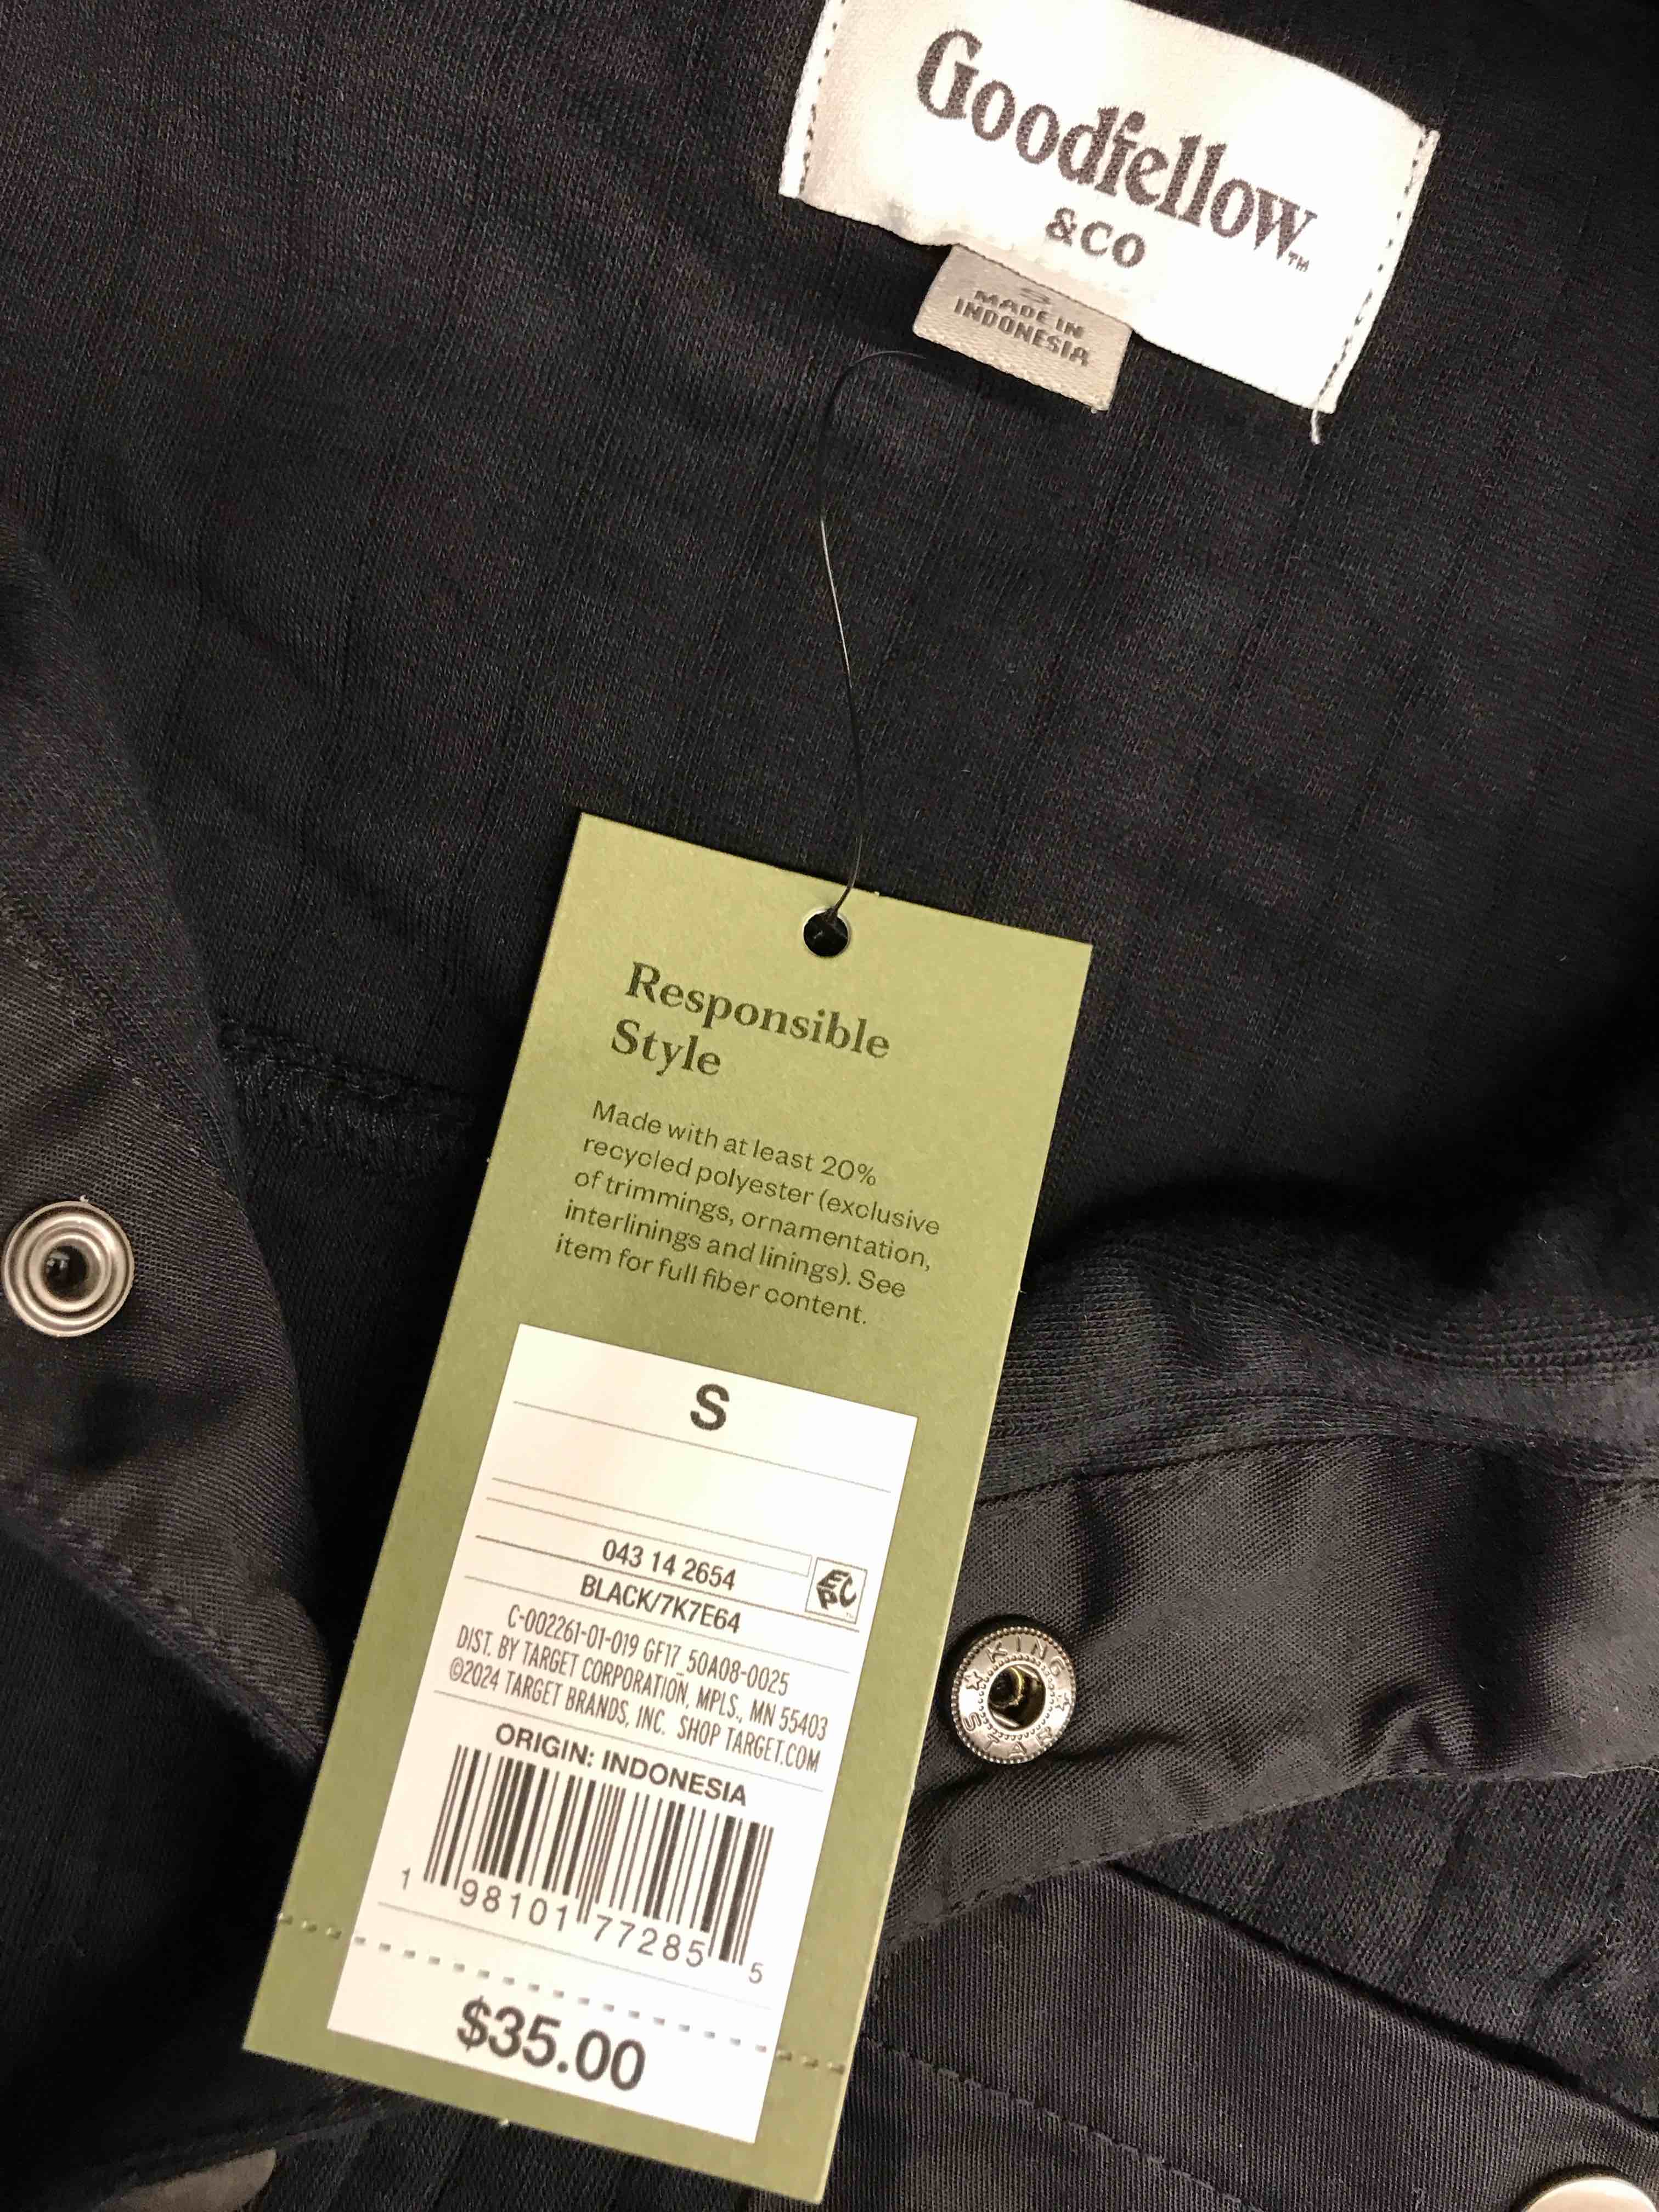 Goodfellow™
&CO
S
MADE IN
INDONESIA
Responsible
Style
Made with at least 20%
recycled polyester (exclusive
of trimmings, ornamentation,
interlinings and linings). See
item for full fiber content.
S
043 14 2654
BLACK/7K7E64
EPC
C-002261-01-019 GF17_50A08-0025
DIST. BY TARGET CORPORATION, MPLS., MN 55403
©2024 TARGET BRANDS, INC. SHOP TARGET.COM
ORIGIN: INDONESIA
1 98101 77285 5
$35.00
KING STAR